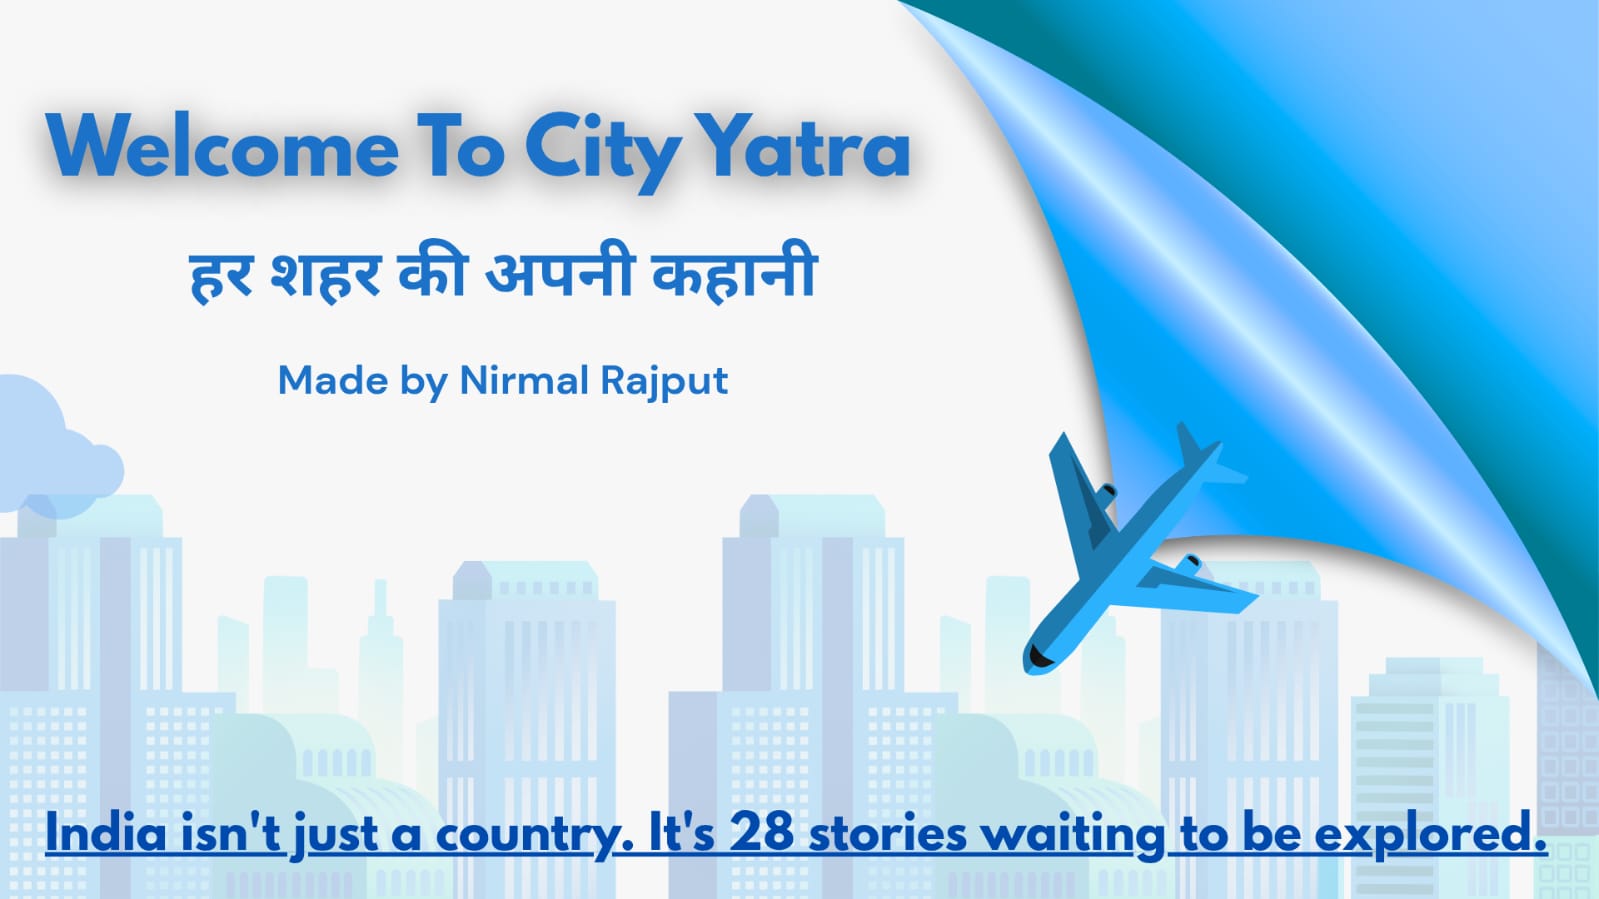 Welcome To City Yatra
हर शहर की अपनी कहानी
Made by Nirmal Rajput
India isn't just a country. It's 28 stories waiting to be explored.